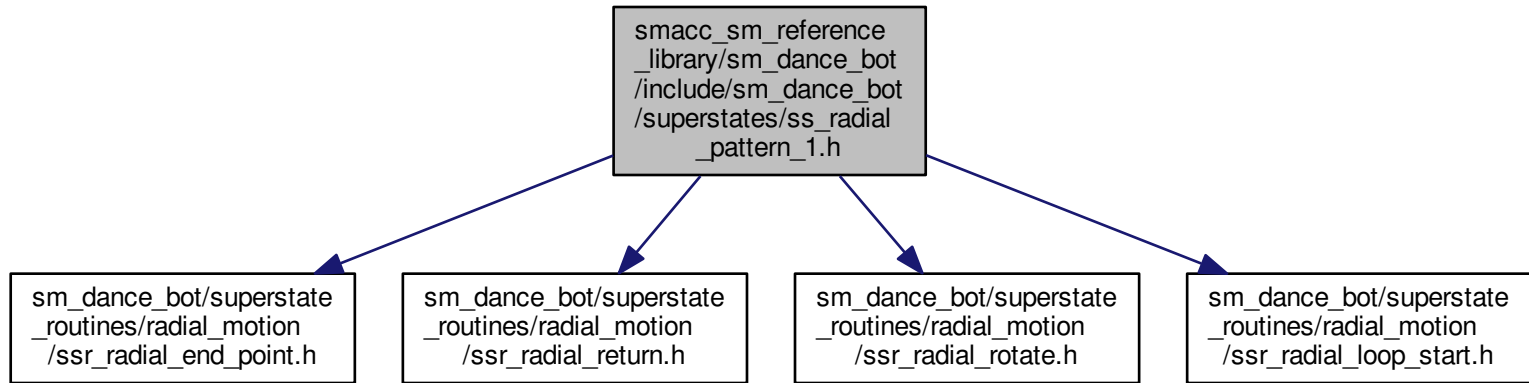 smacc_sm_reference
_library/sm_dance_bot
/include/sm_dance_bot
/superstates/ss_radial
_pattern_1.h
sm_dance_bot/superstate
_routines/radial_motion
/ssr_radial_end_point.h
sm_dance_bot/superstate
_routines/radial_motion
/ssr_radial_return.h
sm_dance_bot/superstate
_routines/radial_motion
/ssr_radial_rotate.h
sm_dance_bot/superstate
_routines/radial_motion
/ssr_radial_loop_start.h